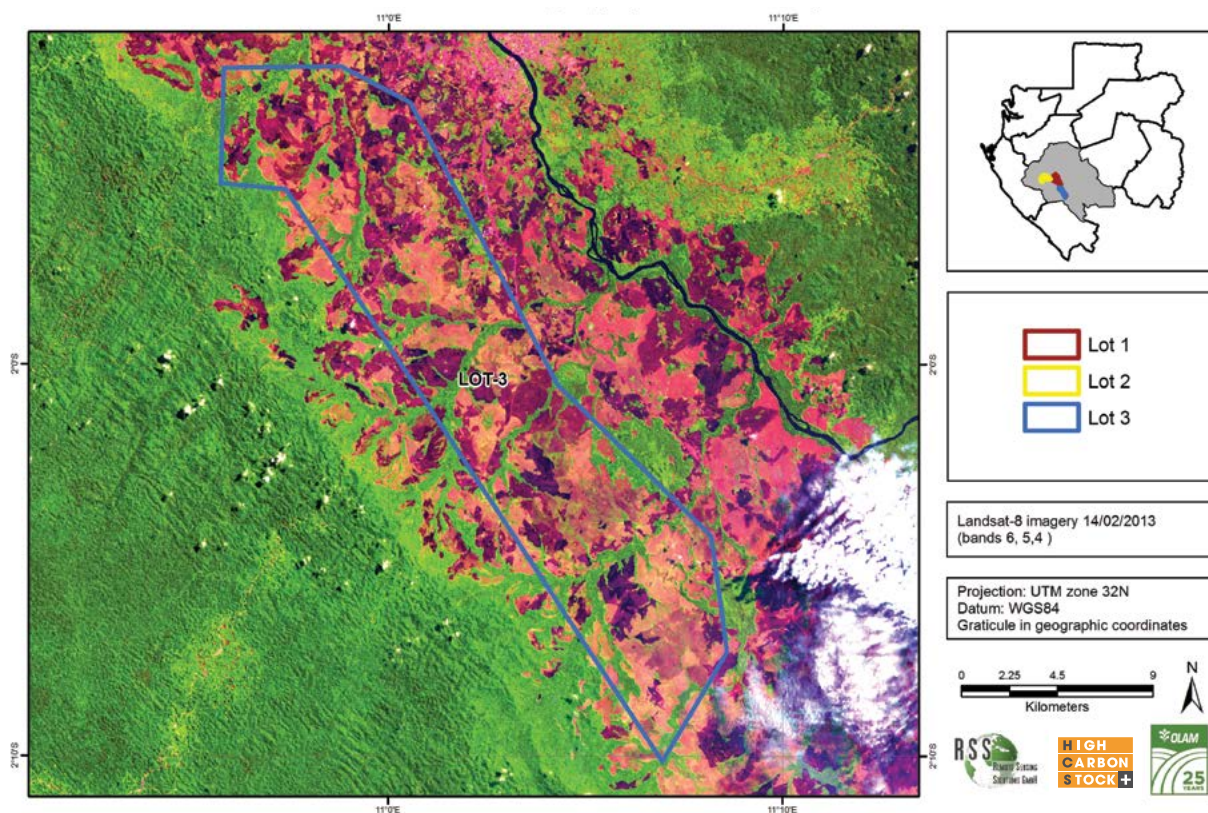 11°0'E 11°10'E
2°0'S 2°0'S
LOT-3
2°10'S 2°10'S
11°0'E 11°10'E
Lot 1
Lot 2
Lot 3
Landsat-8 imagery 14/02/2013
(bands 6, 5,4 )
Projection: UTM zone 32N
Datum: WGS84
Graticule in geographic coordinates
0 2.25 4.5 9
Kilometers
N
RSS
REMOTE SENSING
SOLUTIONS GMBH
HIGH
CARBON
STOCK+
OLAM
25
YEARS